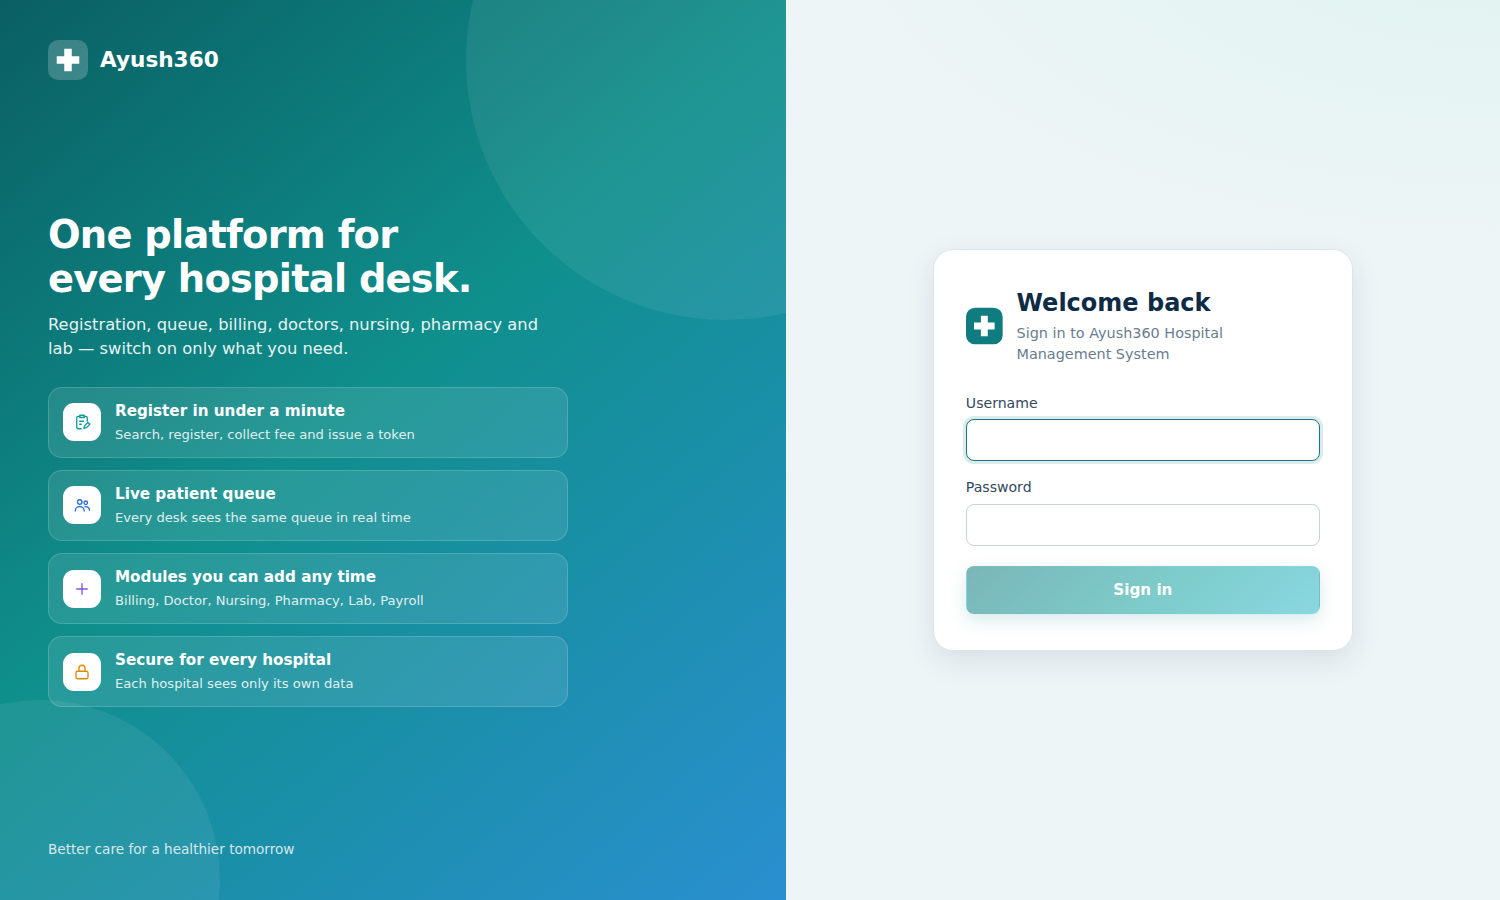 Ayush360
One platform for
every hospital desk.
Registration, queue, billing, doctors, nursing, pharmacy and
lab — switch on only what you need.
Register in under a minute
Search, register, collect fee and issue a token
Live patient queue
Every desk sees the same queue in real time
Modules you can add any time
Billing, Doctor, Nursing, Pharmacy, Lab, Payroll
Secure for every hospital
Each hospital sees only its own data
Better care for a healthier tomorrow
Welcome back
Sign in to Ayush360 Hospital
Management System
Username
Password
Sign in